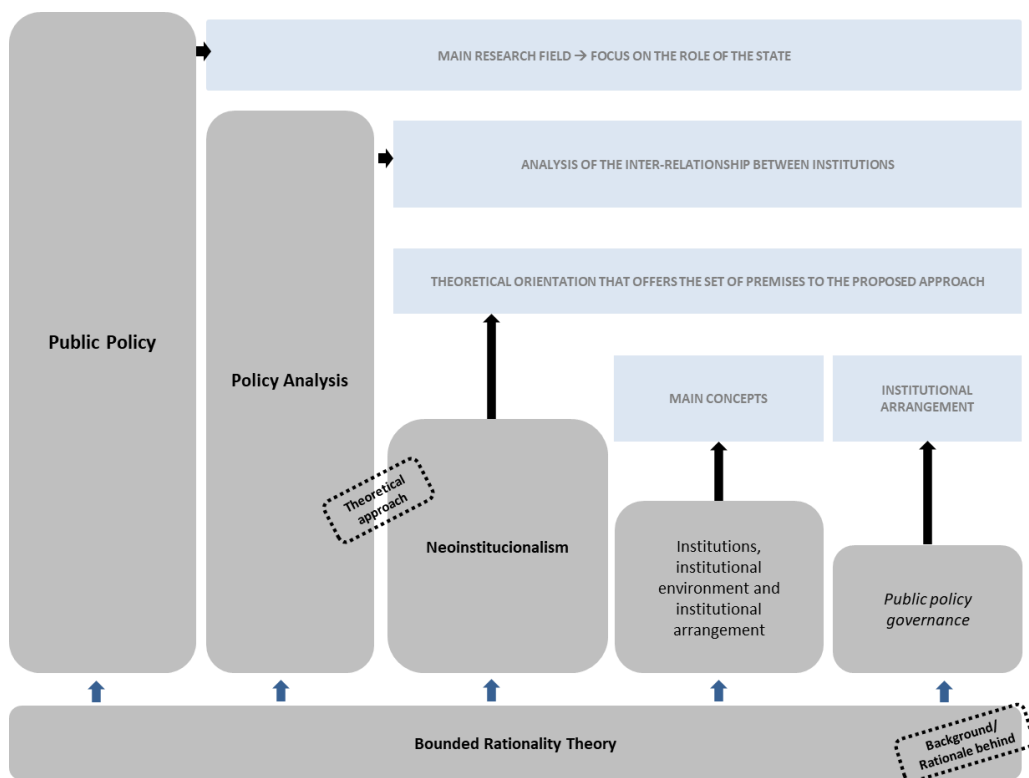 MAIN RESEARCH FIELD → FOCUS ON THE ROLE OF THE STATE
ANALYSIS OF THE INTER-RELATIONSHIP BETWEEN INSTITUTIONS
THEORETICAL ORIENTATION THAT OFFERS THE SET OF PREMISES TO THE PROPOSED APPROACH
Public Policy
Policy Analysis
MAIN CONCEPTS
INSTITUTIONAL
ARRANGEMENT
Theoretical
approach
Neoinstitucionalism
Institutions,
institutional
environment and
institutional
arrangement
Public policy
governance
Bounded Rationality Theory
Background/
Rationale behind